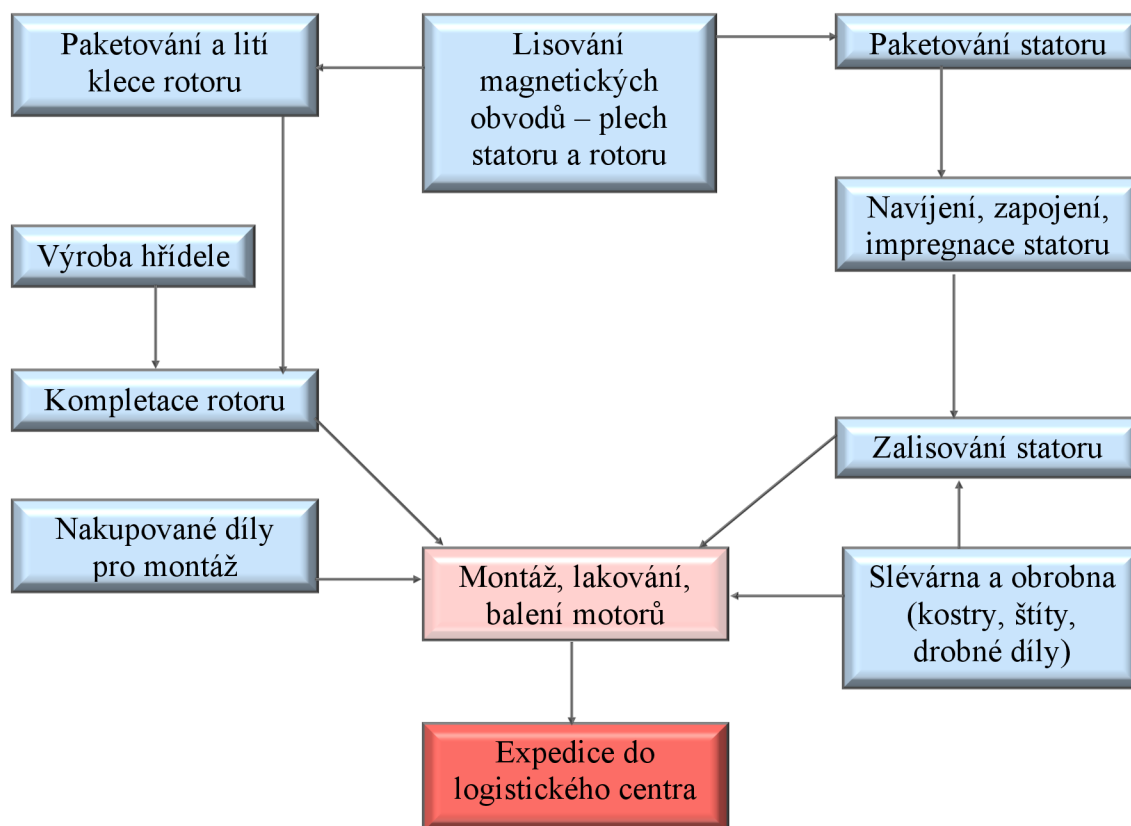 Paketování a lití
klece rotoru
Lisování
magnetických
obvodů – plech
statoru a rotoru
Paketování statoru
Navíjení, zapojení,
impregnace statoru
Výroba hřídele
Kompletace rotoru
Zalisování statoru
Nakupované díly
pro montáž
Montáž, lakování,
balení motorů
Slévárna a obrobna
(kostry, štíty,
drobné díly)
Expedice do
logistického centra